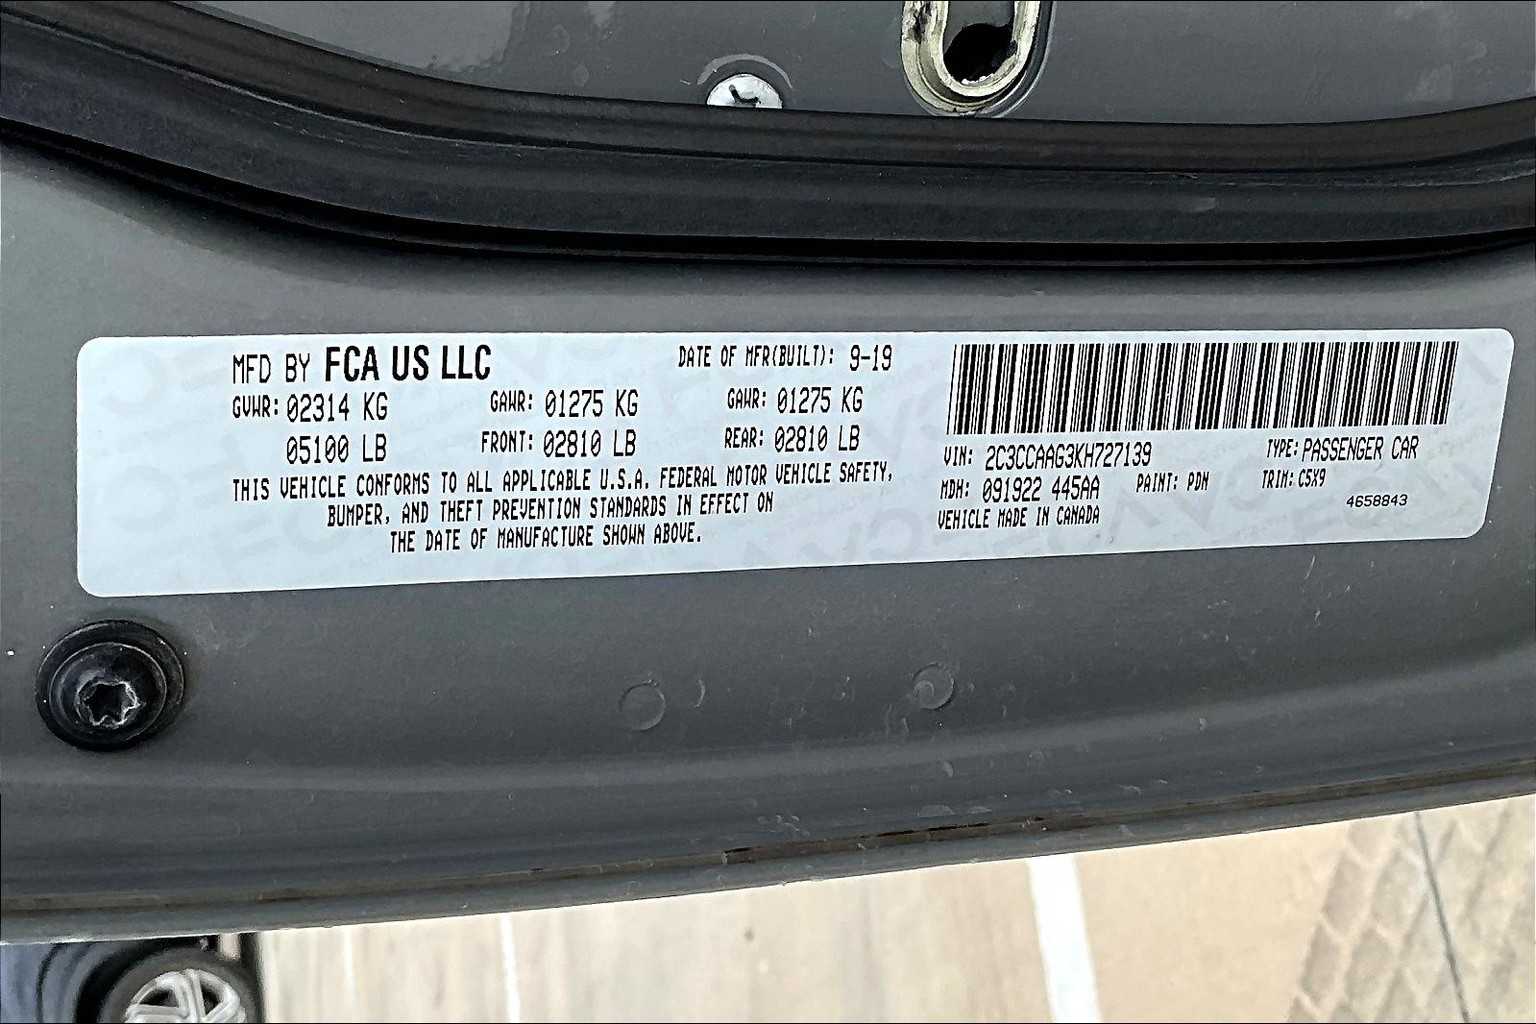 MFD BY FCA US LLC DATE OF MFR(BUILT): 9-19
GVWR: 02314 KG GAWR: 01275 KG GAWR: 01275 KG
05100 LB FRONT: 02810 LB REAR: 02810 LB
THIS VEHICLE CONFORMS TO ALL APPLICABLE U.S.A. FEDERAL MOTOR VEHICLE SAFETY,
BUMPER, AND THEFT PREVENTION STANDARDS IN EFFECT ON
THE DATE OF MANUFACTURE SHOWN ABOVE.
VIN: 2C3CCAAG3KH727139 TYPE: PASSENGER CAR
MDH: 091922 445AA PAINT: PDN TRIM: C5X9
VEHICLE MADE IN CANADA 4658843